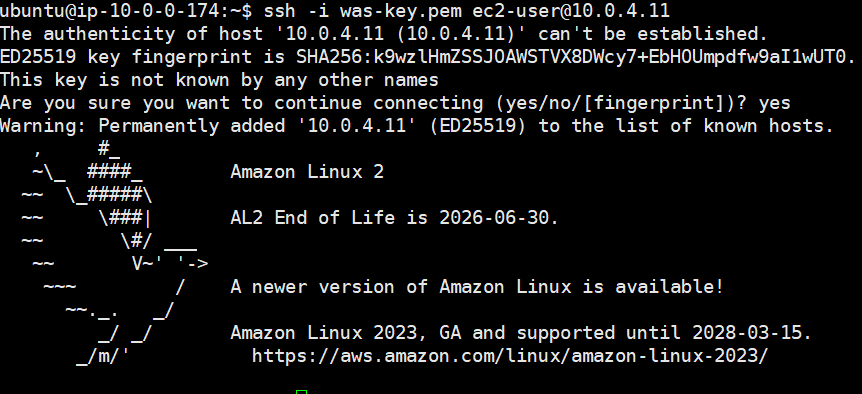 ubuntu@ip-10-0-0-174:~$ ssh -i was-key.pem ec2-user@10.0.4.11
The authenticity of host '10.0.4.11 (10.0.4.11)' can't be established.
ED25519 key fingerprint is SHA256:k9wzlHmZSSJOAWSTVX8DWcy7+EbHOUmpdfw9aI1wUT0.
This key is not known by any other names
Are you sure you want to continue connecting (yes/no/[fingerprint])? yes
Warning: Permanently added '10.0.4.11' (ED25519) to the list of known hosts.
   ,     #_
   ~\_  ####_        Amazon Linux 2
  ~~  \_#####\
  ~~     \###|       AL2 End of Life is 2026-06-30.
  ~~       \#/ ___
   ~~       V~' '->
    ~~~         /    A newer version of Amazon Linux is available!
      ~~._.   _/
         _/ _/       Amazon Linux 2023, GA and supported until 2028-03-15.
       _/m/'           https://aws.amazon.com/linux/amazon-linux-2023/